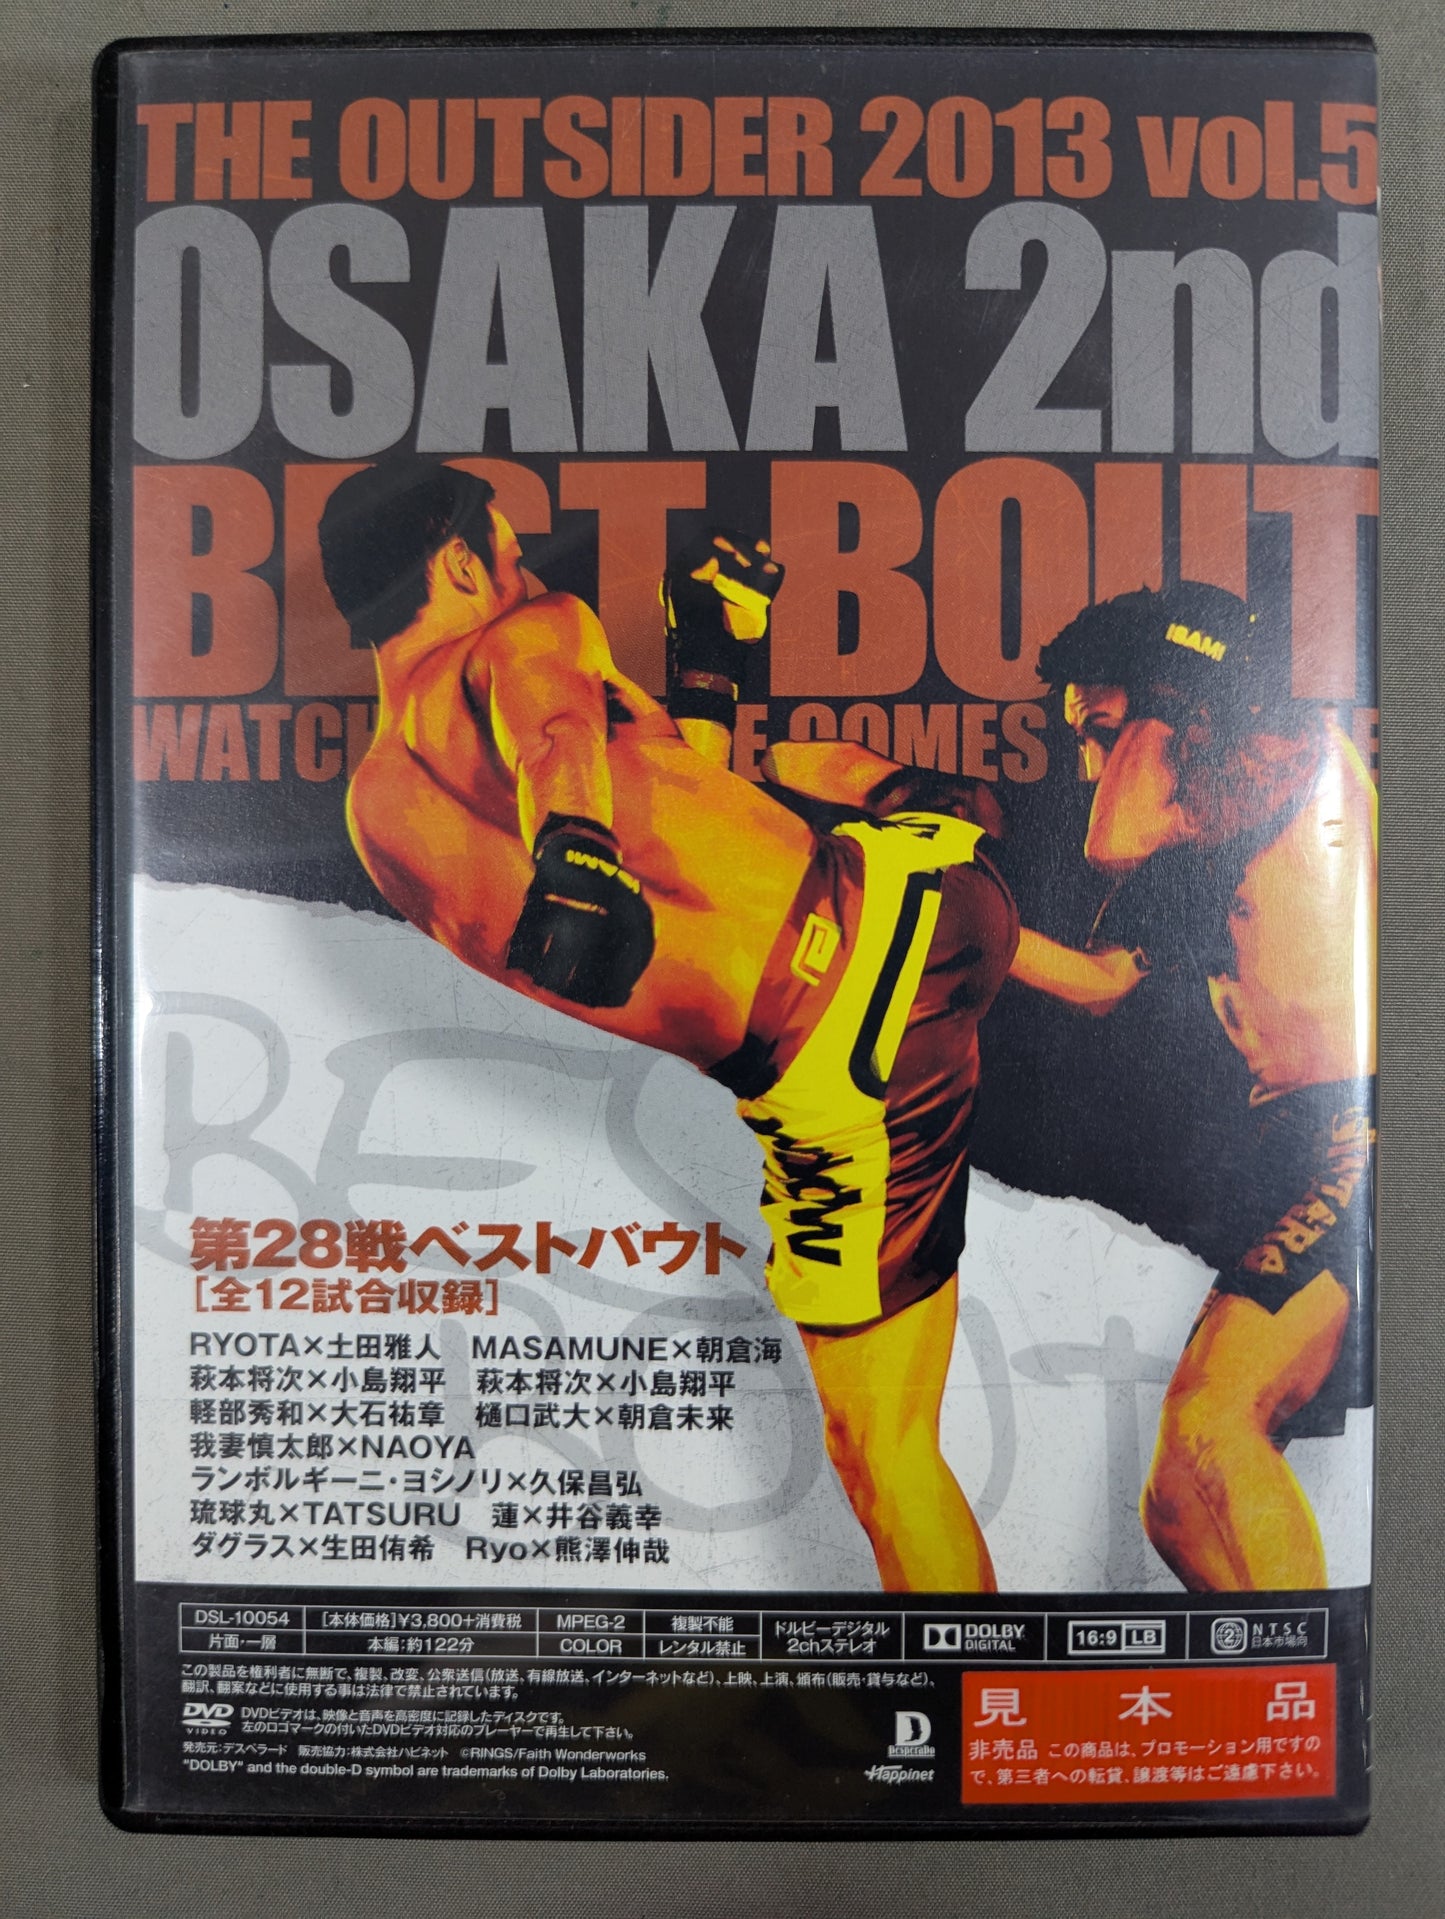 THE OUTSIDER 2013 vol.5
OSAKA 2nd
BEST BOUT
WATCH COMES
ISAMI
ISAMI
第28戦ベストバウト
[全12試合収録]
RYOTA×土田雅人 MASAMUNE×朝倉海
萩本将次×小島翔平 萩本将次×小島翔平
軽部秀和×大石祐章 樋口武大×朝倉未来
我妻慎太郎×NAOYA
ランボルギーニ・ヨシノリ×久保昌弘
琉球丸×TATSURU 蓮×井谷義幸
ダグラス×生田侑希 Ryo×熊澤伸哉
DSL-10054 [本体価格]¥3,800+消費税 MPEG-2 複製不能 ドルビーデジタル 2chステレオ DOLBY DIGITAL 16:9 LB 2 NTSC 日本市場向
片面・一層 本編:約122分 COLOR レンタル禁止
この製品を権利者に無断で、複製、改変、公衆送信(放送、有線放送、インターネットなど)、上映、上演、頒布(販売・貸与など)、
翻訳、翻案などに使用する事は法律で禁止されています。
DVD VIDEO
DVDビデオは、映像と音声を高密度に記録したディスクです。
左のロゴマークの付いたDVDビデオ対応のプレーヤーで再生して下さい。
発売元:デスペラード 販売協力:株式会社ハピネット ©RINGS/Faith Wonderworks
"DOLBY" and the double-D symbol are trademarks of Dolby Laboratories.
D
Desperado
Happinet
見本品
非売品 この商品は、プロモーション用ですの
で、第三者への転貸、譲渡等はご遠慮下さい。